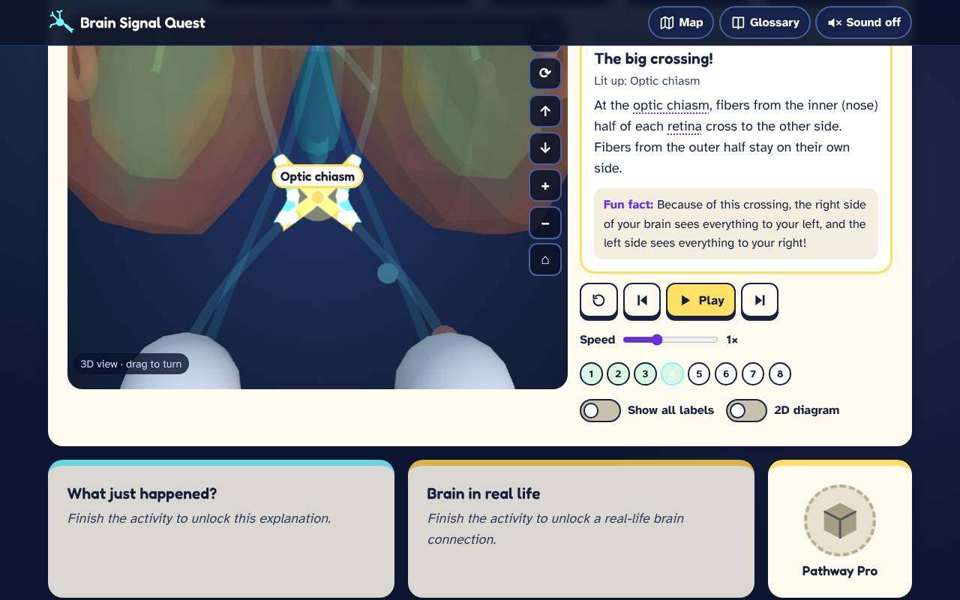 Brain Signal Quest
Map
Glossary
Sound off
Optic chiasm
3D view · drag to turn
The big crossing!
Lit up: Optic chiasm
At the optic chiasm, fibers from the inner (nose)
half of each retina cross to the other side.
Fibers from the outer half stay on their own
side.
Fun fact: Because of this crossing, the right side
of your brain sees everything to your left, and the
left side sees everything to your right!
Play
Speed
1×
1 2 3 4 5 6 7 8
Show all labels
2D diagram
What just happened?
Finish the activity to unlock this explanation.
Brain in real life
Finish the activity to unlock a real-life brain
connection.
Pathway Pro